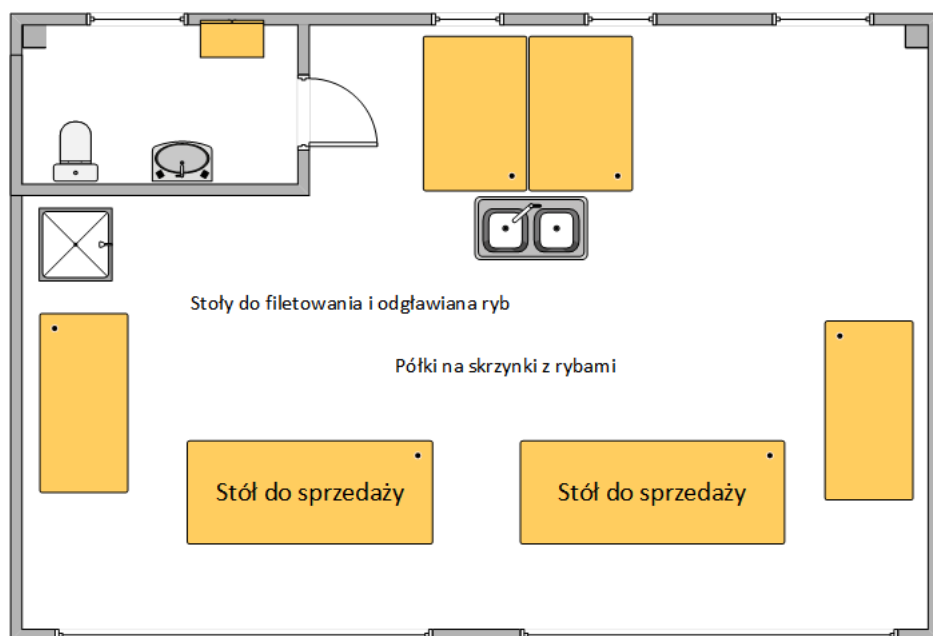 Stoły do filetowania i odgławiana ryb
Półki na skrzynki z rybami
Stół do sprzedaży
Stół do sprzedaży